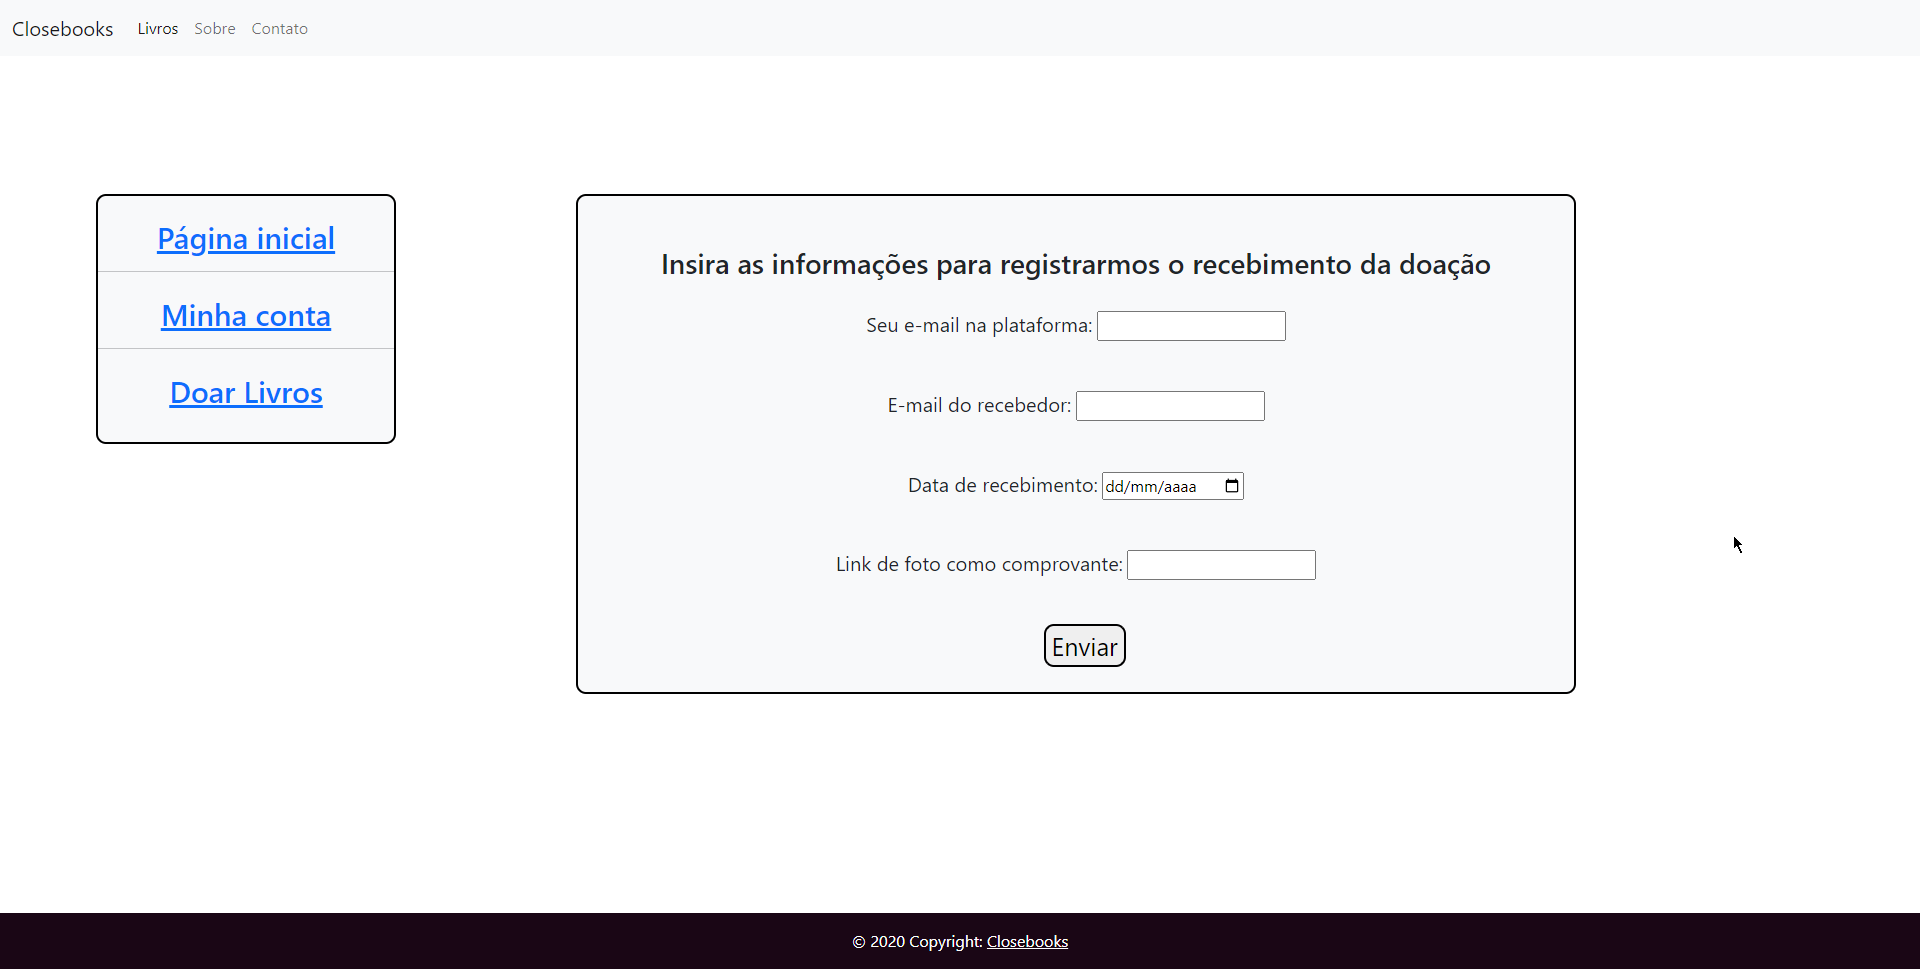 Closebooks Livros Sobre Contato
Página inicial
Minha conta
Doar Livros
Insira as informações para registrarmos o recebimento da doação
Seu e-mail na plataforma:
E-mail do recebedor:
Data de recebimento: dd/mm/aaaa
Link de foto como comprovante:
Enviar
© 2020 Copyright: Closebooks